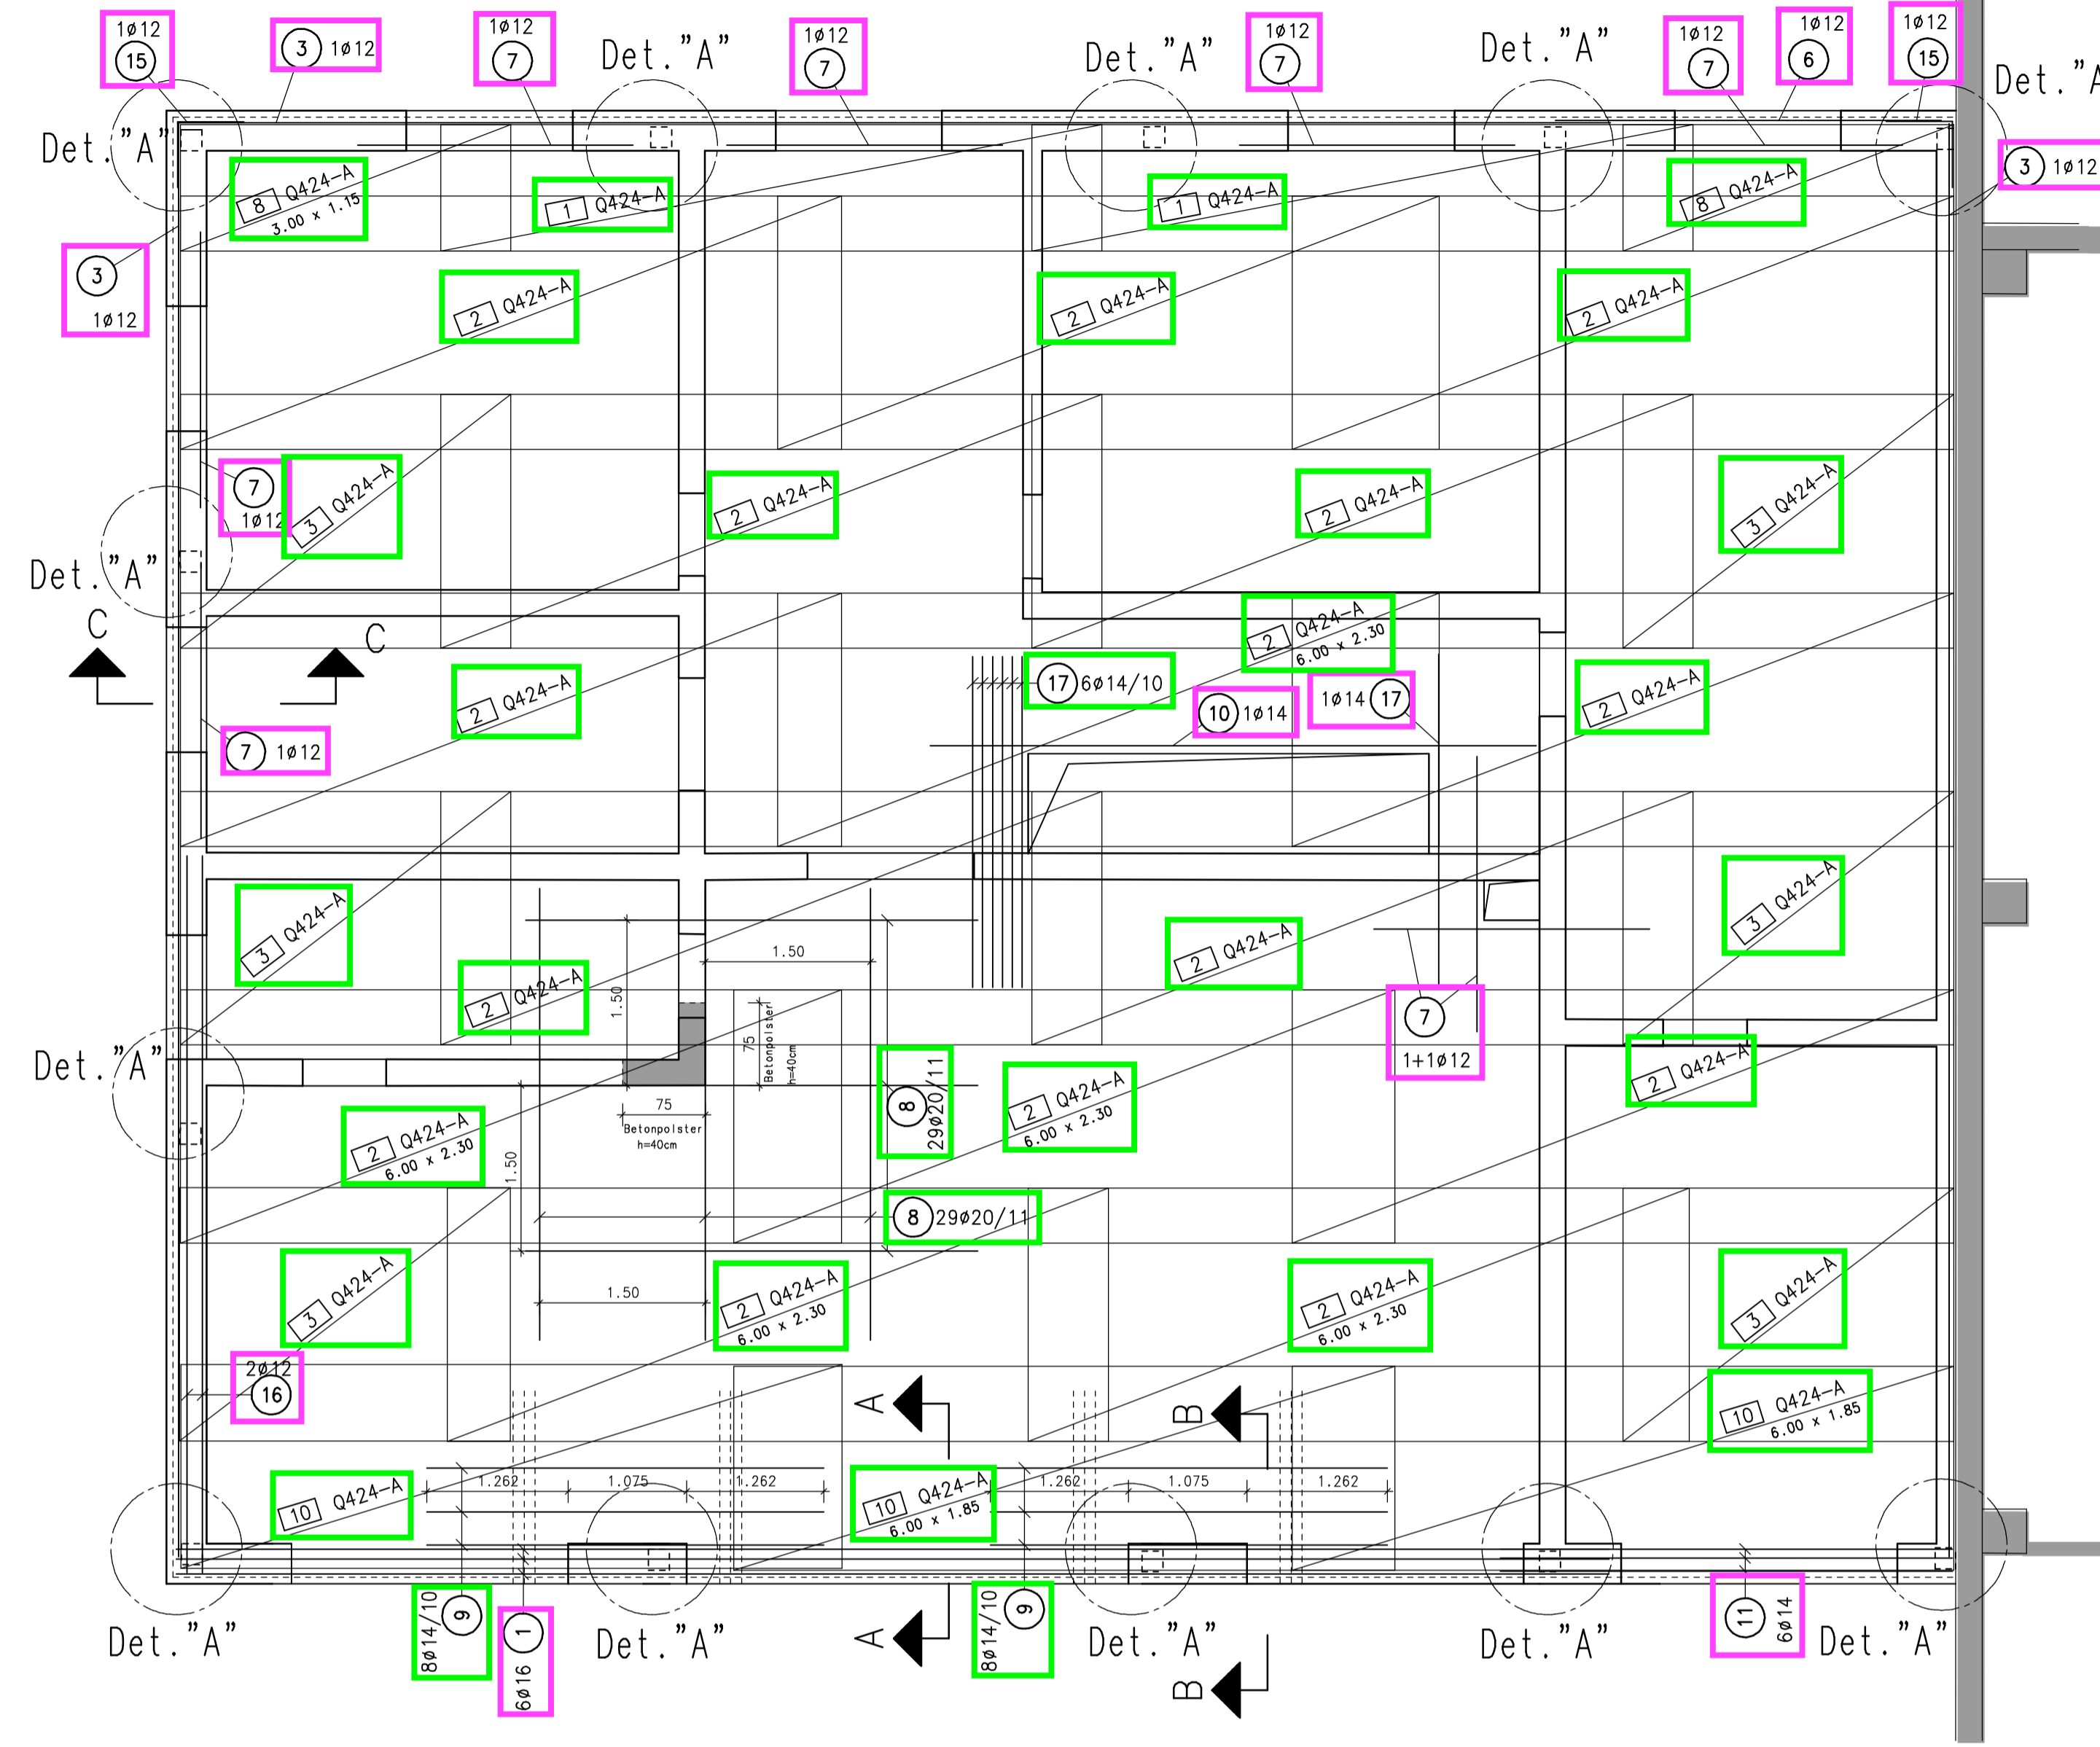 1ø12
15
3 1ø12
1ø12
7
Det."A"
1ø12
7
Det."A"
1ø12
7
Det."A"
1ø12
7
1ø12
6
1ø12
15
Det."A
Det."A"
3 1ø12
8 Q424-A
3.00 x 1.15
1 Q424-A
1 Q424-A
8 Q424-A
3
1ø12
2 Q424-A
2 Q424-A
2 Q424-A
7
1ø12
3 Q424-A
2 Q424-A
2 Q424-A
3 Q424-A
Det."A"
C
C
2 Q424-A
6.00 x 2.30
17 6ø14/10
10 1ø14
1ø14 17
2 Q424-A
2 Q424-A
7 1ø12
3 Q424-A
2 Q424-A
1.50
1.50
75
Betonpolster
h=40cm
2 Q424-A
3 Q424-A
7
1+1ø12
Det."A"
75
Betonpolster
h=40cm
8
29ø20/11
2 Q424-A
6.00 x 2.30
2 Q424-A
2 Q424-A
6.00 x 2.30
1.50
8 29ø20/11
3 Q424-A
1.50
2 Q424-A
6.00 x 2.30
2 Q424-A
6.00 x 2.30
3 Q424-A
2ø12
16
A
B
10 Q424-A
6.00 x 1.85
1.262 1.075 1.262
1.262 1.075 1.262
10 Q424-A
10 Q424-A
6.00 x 1.85
Det."A"
8ø14/10
9
1
6ø16
Det."A"
A
8ø14/10
9
Det."A"
B
Det."A"
11
6ø14
Det."A"